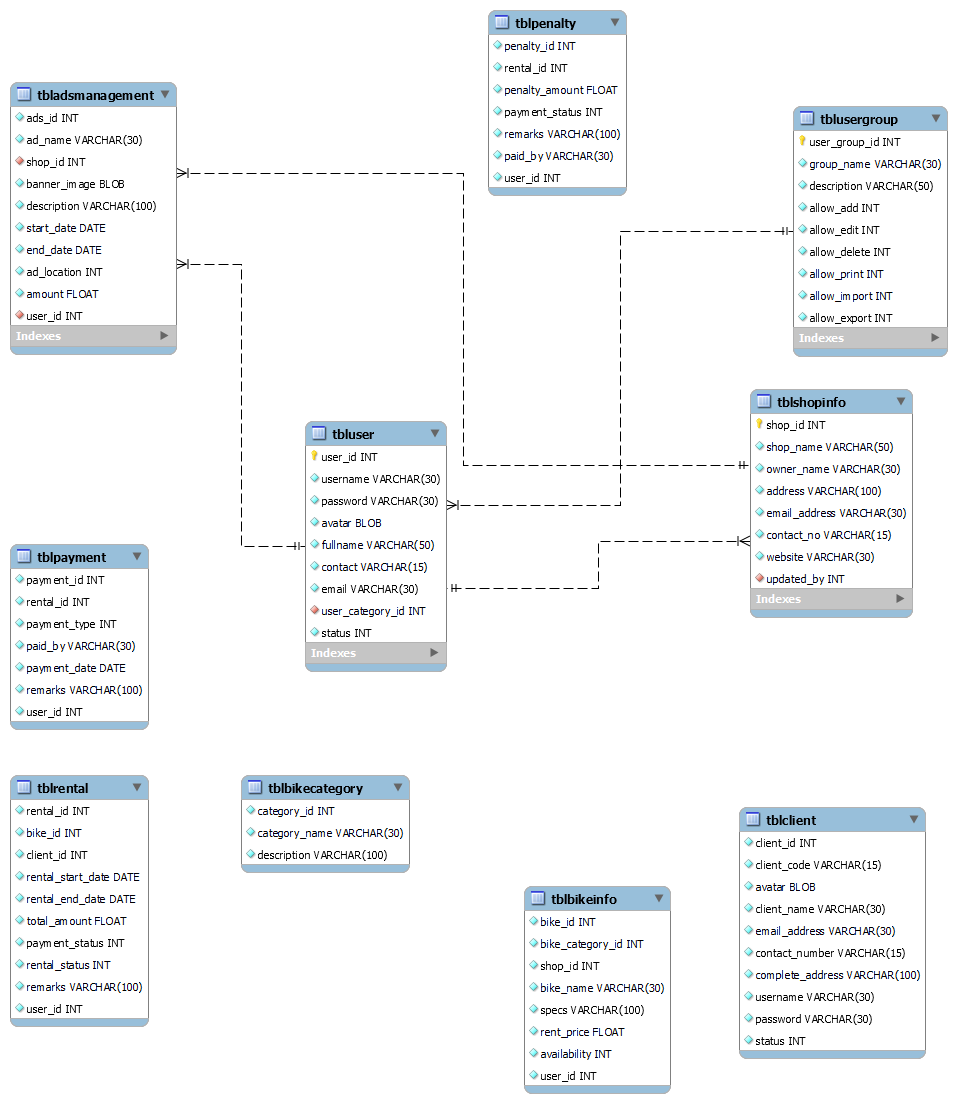 tblpenalty
penalty_id INT
rental_id INT
penalty_amount FLOAT
payment_status INT
remarks VARCHAR(100)
paid_by VARCHAR(30)
user_id INT
tbladsmanagement
ads_id INT
ad_name VARCHAR(30)
shop_id INT
banner_image BLOB
description VARCHAR(100)
start_date DATE
end_date DATE
ad_location INT
amount FLOAT
user_id INT
Indexes
tblusergroup
user_group_id INT
group_name VARCHAR(30)
description VARCHAR(50)
allow_add INT
allow_edit INT
allow_delete INT
allow_print INT
allow_import INT
allow_export INT
Indexes
tblshopinfo
shop_id INT
shop_name VARCHAR(50)
owner_name VARCHAR(30)
address VARCHAR(100)
email_address VARCHAR(30)
contact_no VARCHAR(15)
website VARCHAR(30)
updated_by INT
Indexes
tbluser
user_id INT
username VARCHAR(30)
password VARCHAR(30)
avatar BLOB
fullname VARCHAR(50)
contact VARCHAR(15)
email VARCHAR(30)
user_category_id INT
status INT
Indexes
tblpayment
payment_id INT
rental_id INT
payment_type INT
paid_by VARCHAR(30)
payment_date DATE
remarks VARCHAR(100)
user_id INT
tblrental
rental_id INT
bike_id INT
client_id INT
rental_start_date DATE
rental_end_date DATE
total_amount FLOAT
payment_status INT
rental_status INT
remarks VARCHAR(100)
user_id INT
tblbikecategory
category_id INT
category_name VARCHAR(30)
description VARCHAR(100)
tblbikeinfo
bike_id INT
bike_category_id INT
shop_id INT
bike_name VARCHAR(30)
specs VARCHAR(100)
rent_price FLOAT
availability INT
user_id INT
tblclient
client_id INT
client_code VARCHAR(15)
avatar BLOB
client_name VARCHAR(30)
email_address VARCHAR(30)
contact_number VARCHAR(15)
complete_address VARCHAR(100)
username VARCHAR(30)
password VARCHAR(30)
status INT